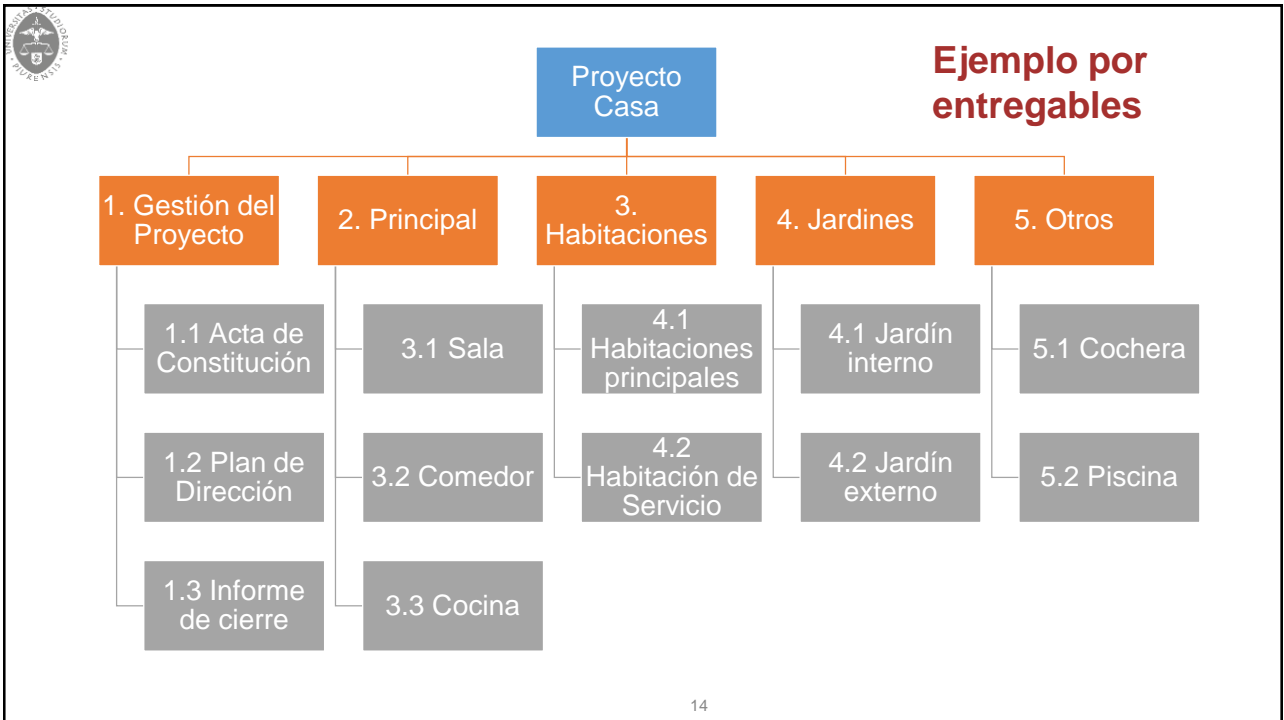 UNIVERSITAS STUDIORUM PIURENSIS
Ejemplo por
entregables
Proyecto
Casa
1. Gestión del
Proyecto
2. Principal
3.
Habitaciones
4. Jardines
5. Otros
1.1 Acta de
Constitución
3.1 Sala
4.1
Habitaciones
principales
4.1 Jardín
interno
5.1 Cochera
1.2 Plan de
Dirección
3.2 Comedor
4.2
Habitación de
Servicio
4.2 Jardín
externo
5.2 Piscina
1.3 Informe
de cierre
3.3 Cocina
14